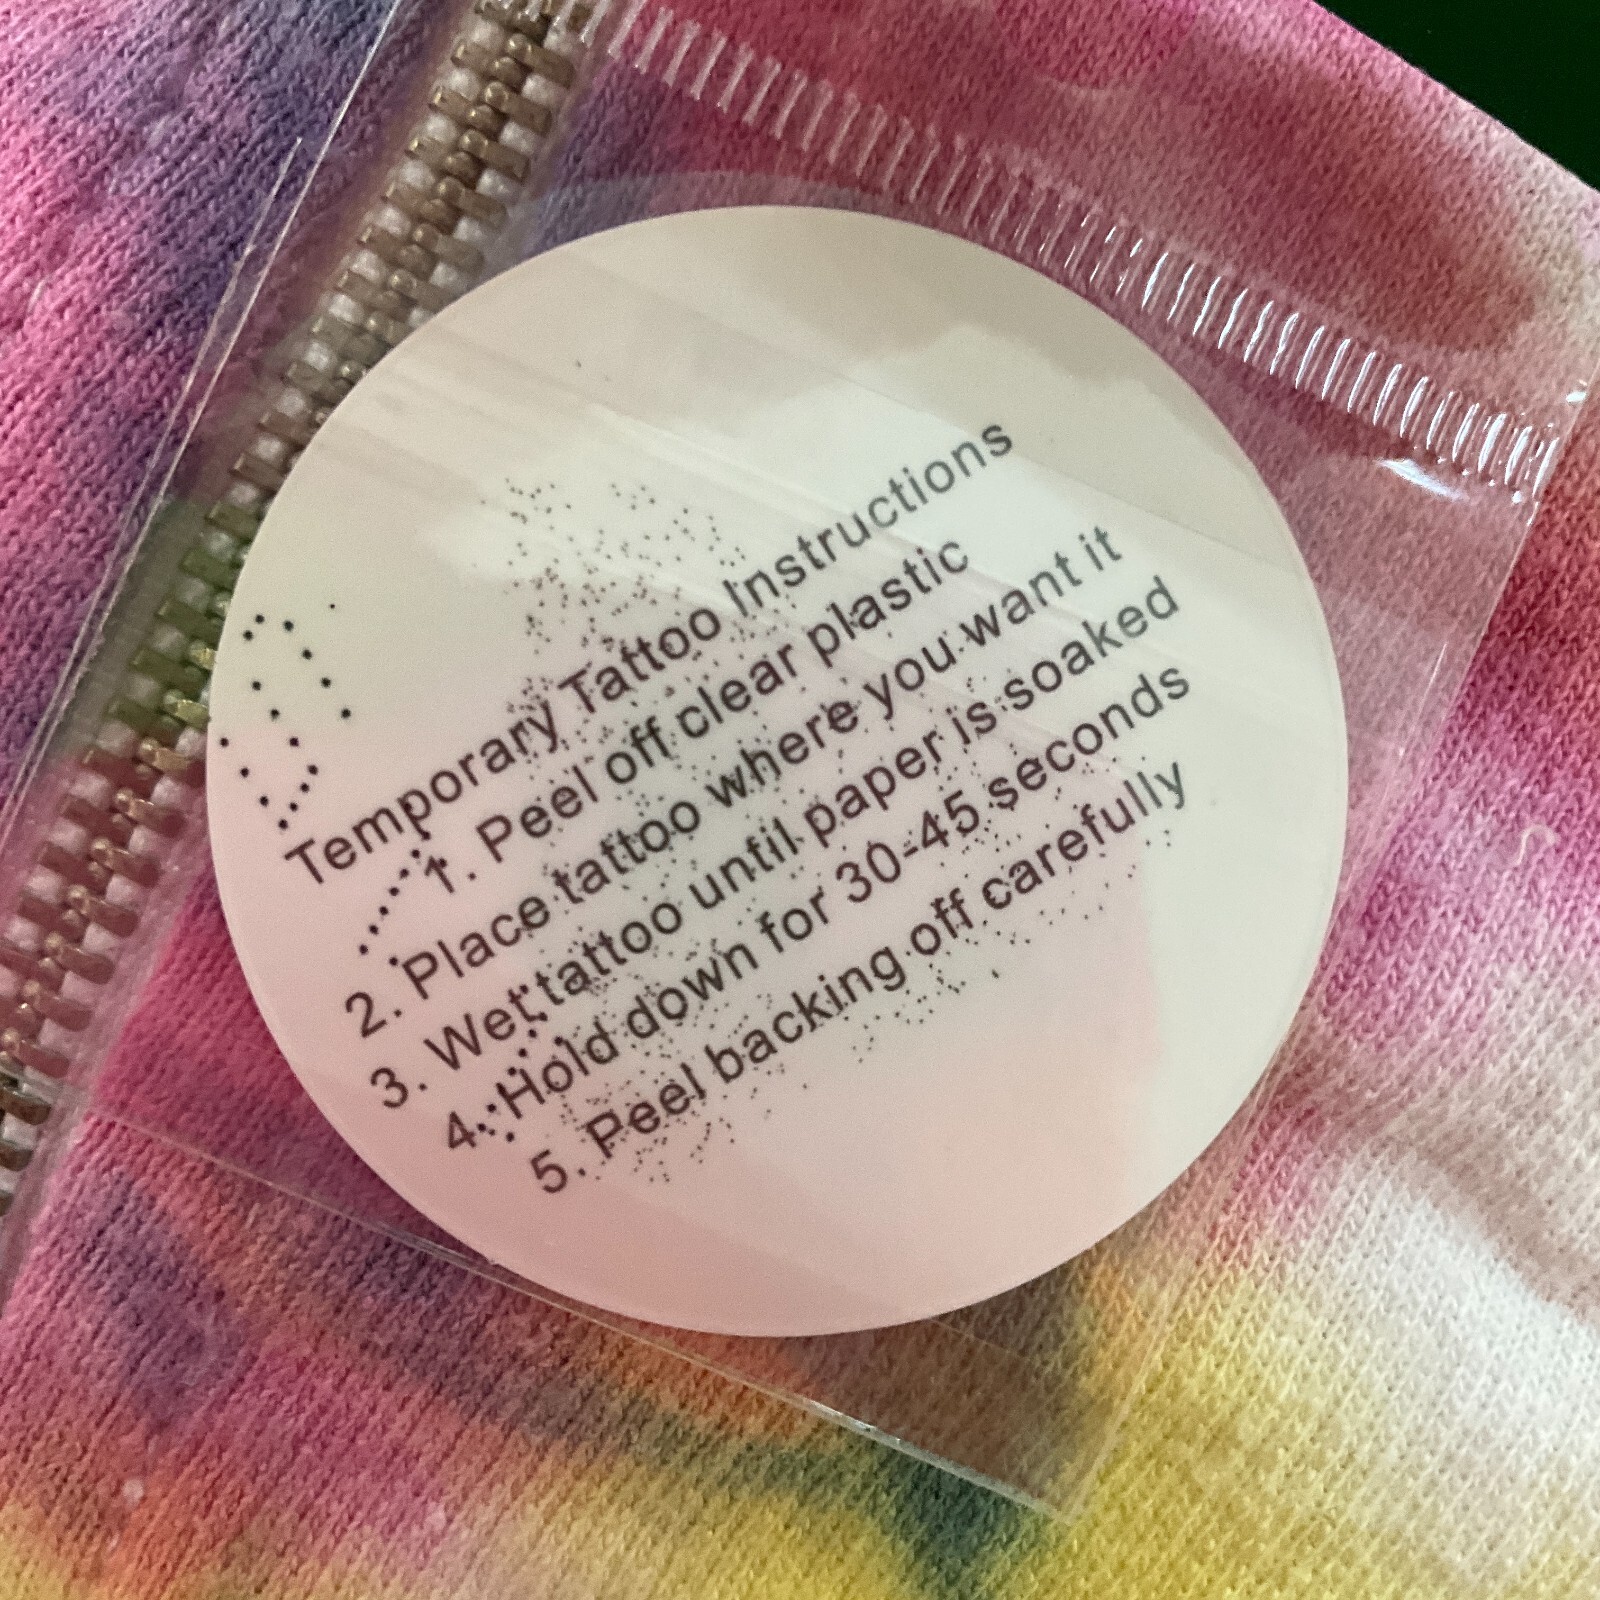 Temporary Tattoo Instructions
1. Peel off clear plastic
2. Place tattoo where you want it
3. Wet tattoo until paper is soaked
4. Hold down for 30-45 seconds
5. Peel backing off carefully